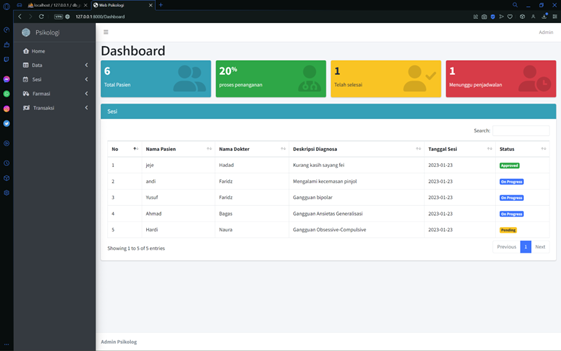 localhost / 127.0.0.1 / db_p
Web Psikologi
VPN
127.0.0.1:8000/Dashboard
Psikologi
Admin
Home
Data
Sesi
Farmasi
Transaksi
Dashboard
6
Total Pasien
20%
proses penanganan
1
Telah selesai
1
Menunggu penjadwalan
Sesi
Search:
No Nama Pasien Nama Dokter Deskripsi Diagnosa Tanggal Sesi Status
1 jeje Hadad Kurang kasih sayang fei 2023-01-23 Approved
2 andi Faridz Mengalami kecemasan pinjol 2023-01-23 On Progress
3 Yusuf Faridz Gangguan bipolar 2023-01-23 On Progress
4 Ahmad Bagas Gangguan Ansietas Generalisasi 2023-01-23 On Progress
5 Hardi Naura Gangguan Obsessive-Compulsive 2023-01-23 Pending
Showing 1 to 5 of 5 entries
Previous 1 Next
Admin Psikolog